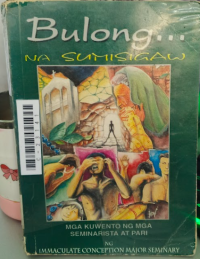 Bulong...
NA SUMISIGAW
MGA KUWENTO NG MGA
SEMINARISTA AT PARI
NG
IMMACULATE CONCEPTION MAJOR SEMINARY